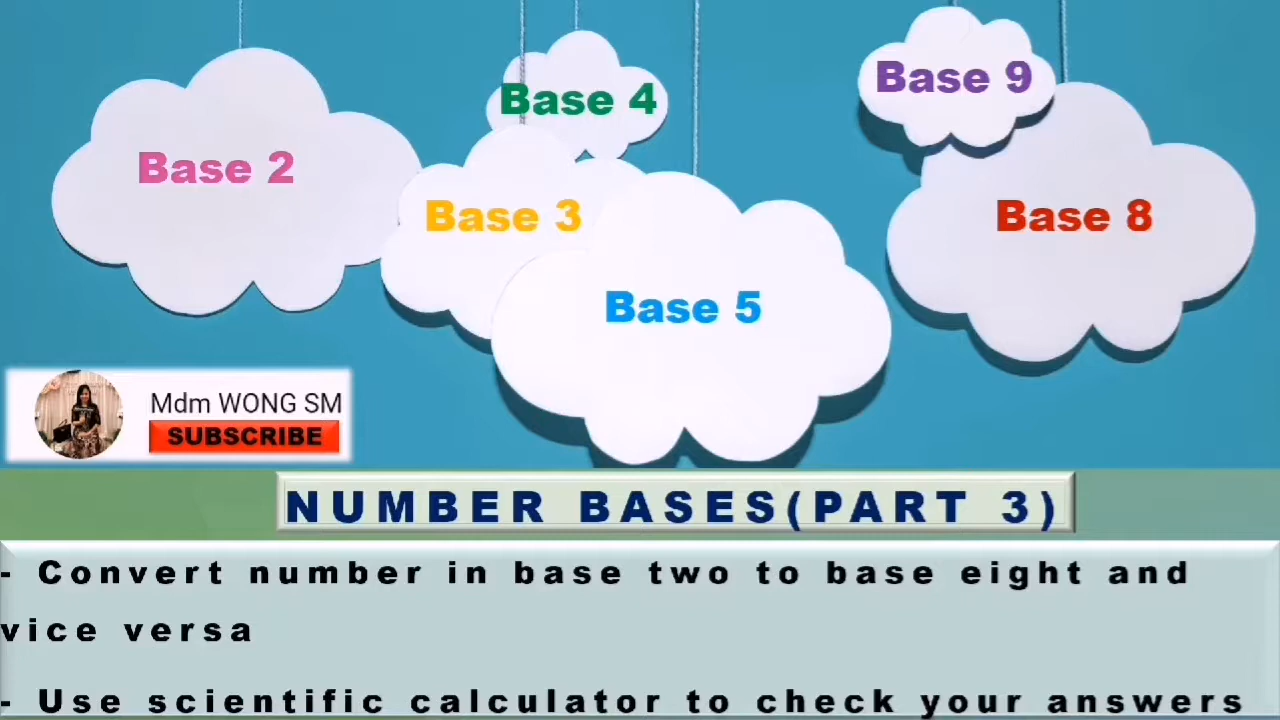 Base 4
Base 9
Base 2
Base 3
Base 8
Base 5
Mdm WONG SM
SUBSCRIBE
NUMBER BASES(PART 3)
- Convert number in base two to base eight and
vice versa
- Use scientific calculator to check your answers